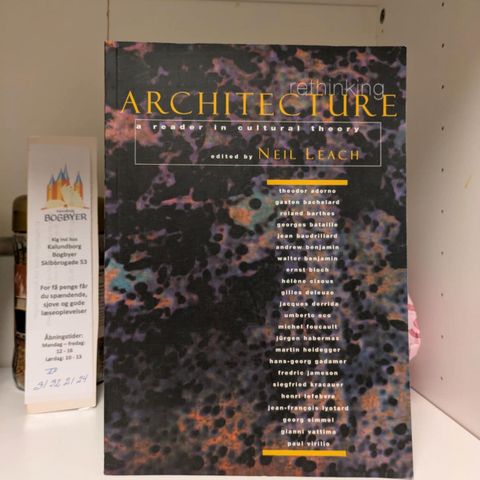 rethinking
ARCHITECTURE
a reader in cultural theory
edited by NEIL LEACH
theodor adorno
gaston bachelard
roland barthes
georges bataille
jean baudrillard
andrew benjamin
walter benjamin
ernst bloch
hélène cixous
gilles deleuze
jacques derrida
umberto eco
michel foucault
jürgen habermas
martin heidegger
hans-georg gadamer
fredric jameson
siegfried kracauer
henri lefebvre
jean-françois lyotard
georg simmel
gianni vattimo
paul virilio
BOGBYER
Kig ind hos
Kalundborg
Bogbyer
Skibbrogade 53
For få penge får
du spændende,
sjove og gode
læseoplevelser
Åbningstider:
Mandag – fredag:
12 - 16
Lørdag: 10 - 13